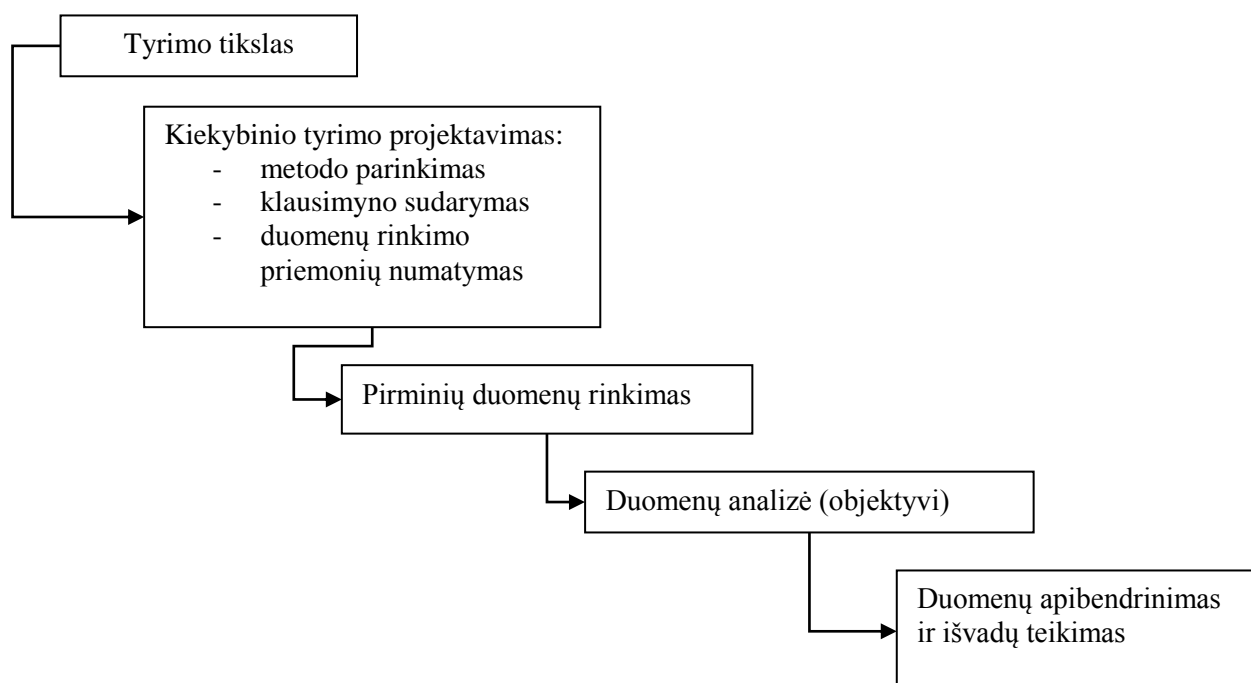 Tyrimo tikslas
Kiekybinio tyrimo projektavimas:
- metodo parinkimas
- klausimyno sudarymas
- duomenų rinkimo
priemonių numatymas
Pirminių duomenų rinkimas
Duomenų analizė (objektyvi)
Duomenų apibendrinimas
ir išvadų teikimas